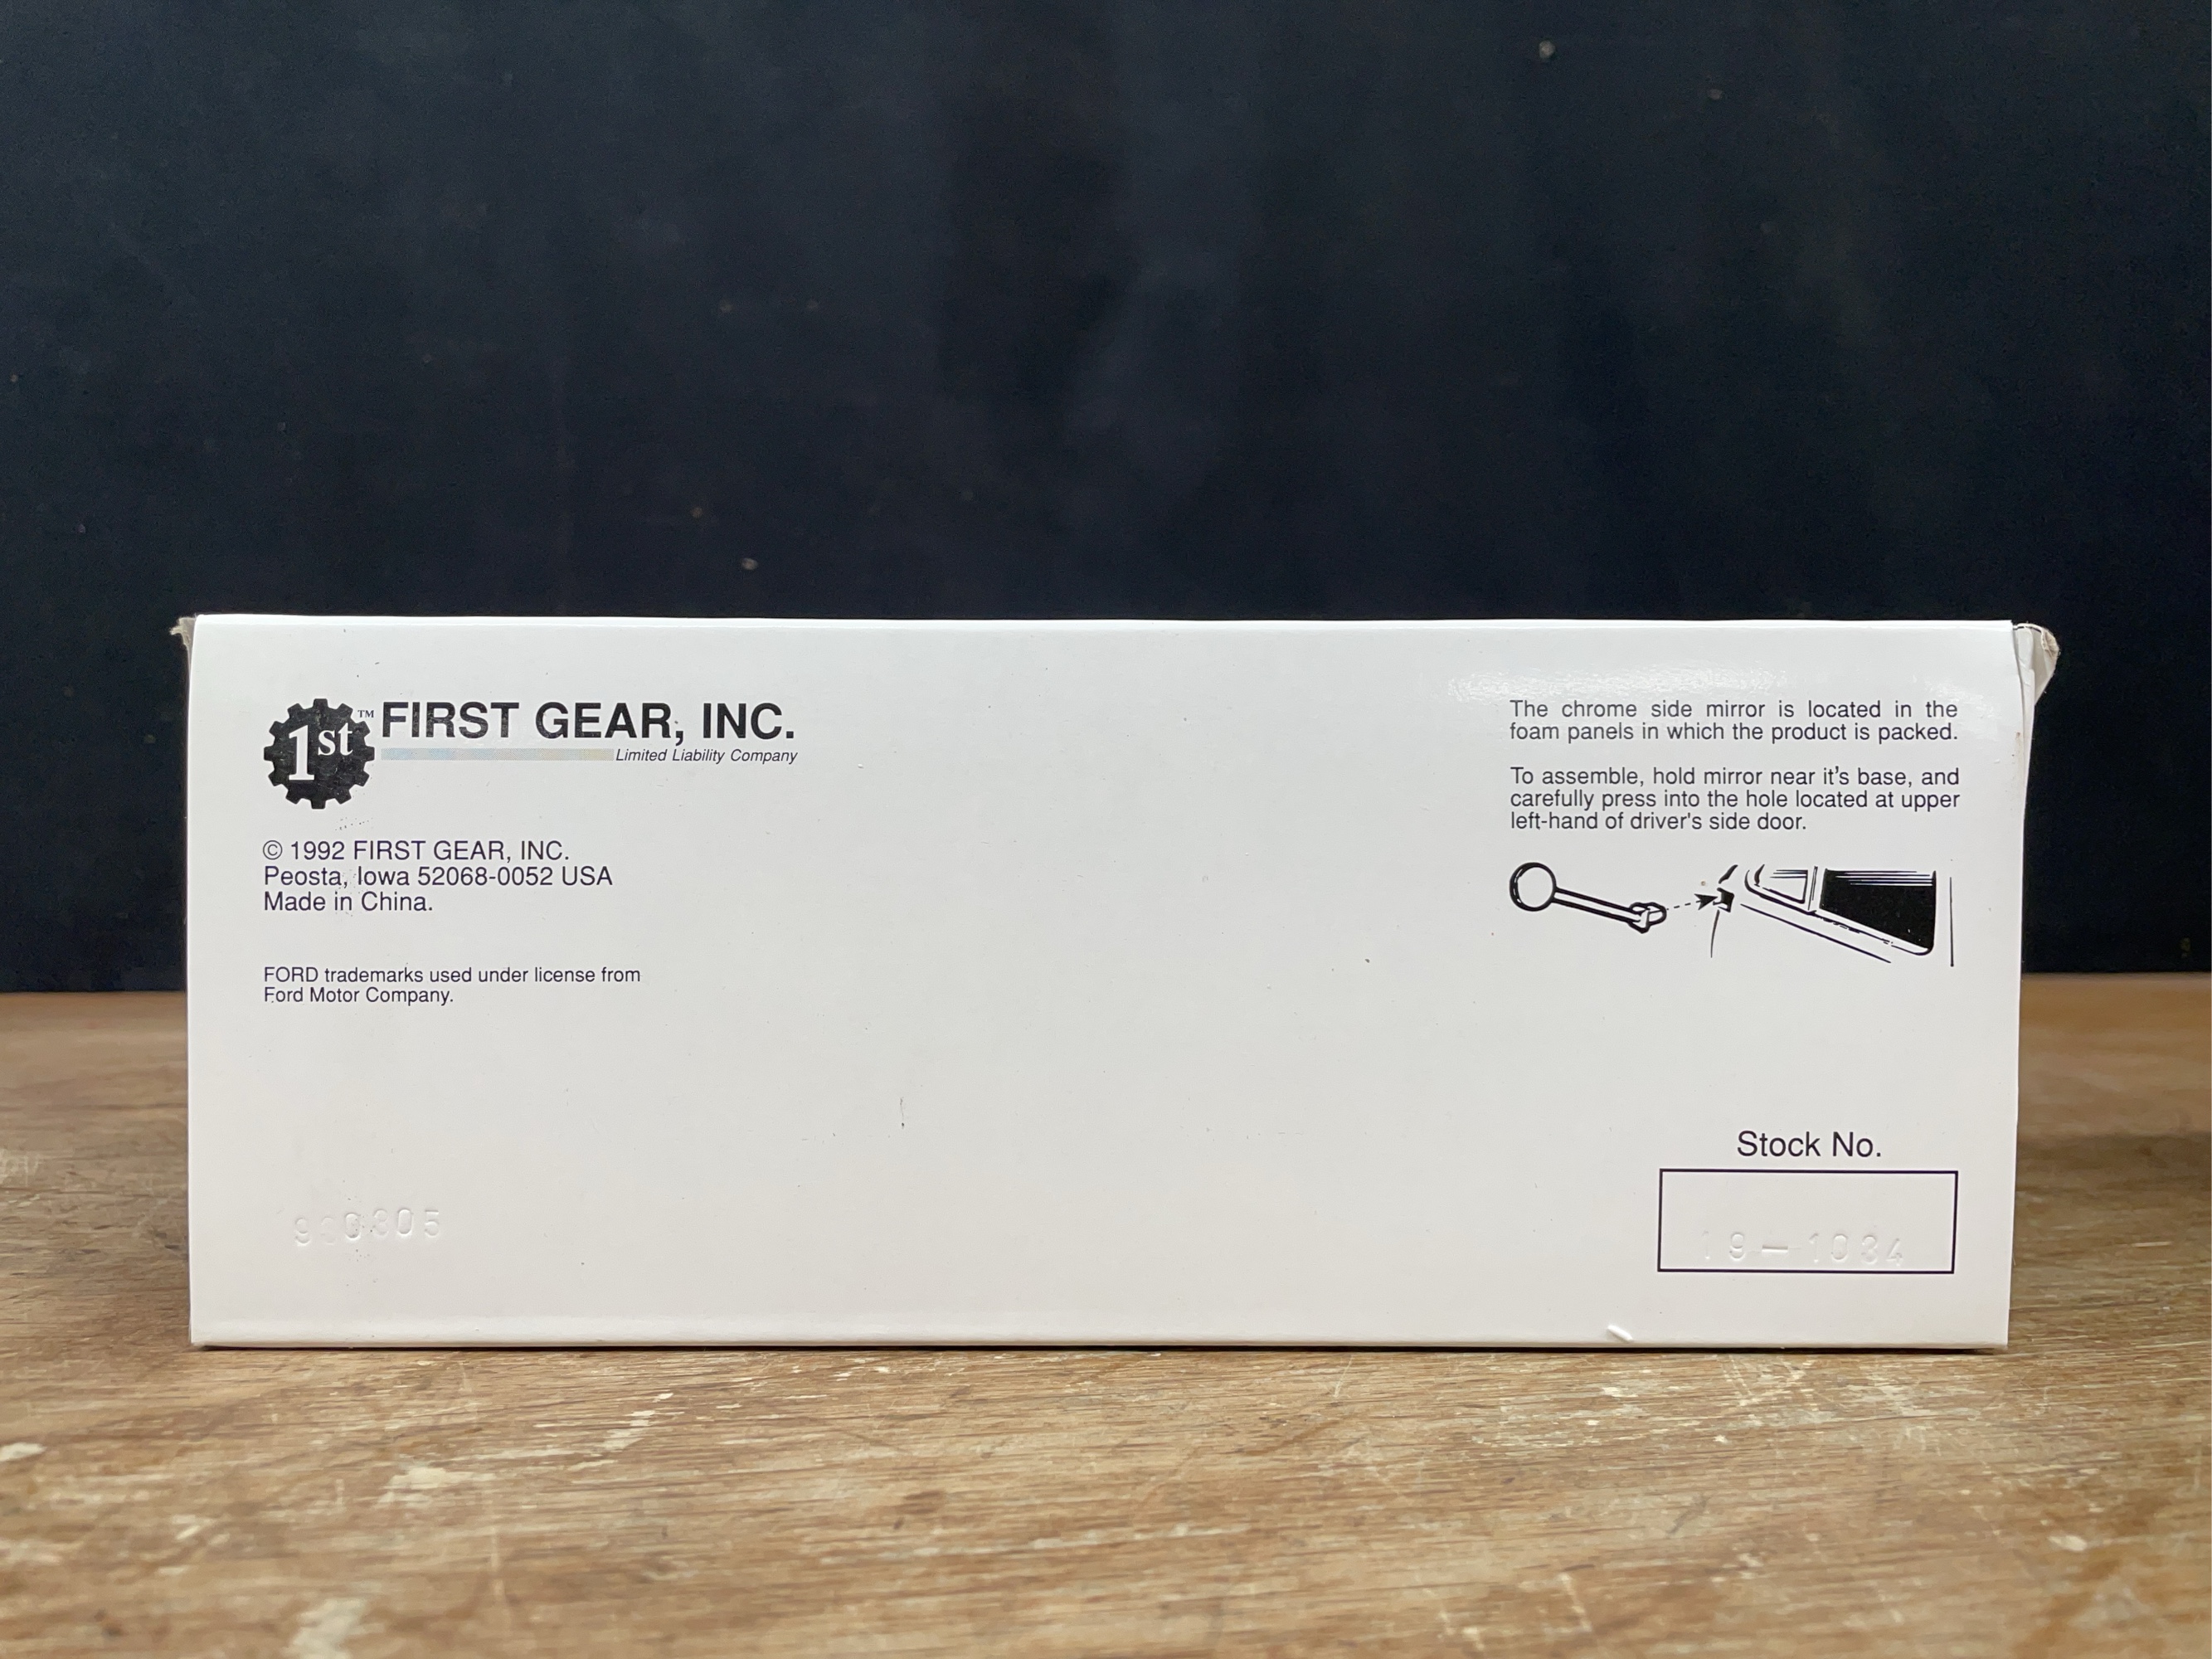 1st™ FIRST GEAR, INC.
Limited Liability Company
© 1992 FIRST GEAR, INC.
Peosta, Iowa 52068-0052 USA
Made in China.
FORD trademarks used under license from
Ford Motor Company.
The chrome side mirror is located in the
foam panels in which the product is packed.
To assemble, hold mirror near it's base, and
carefully press into the hole located at upper
left-hand of driver's side door.
Stock No.
19-1034